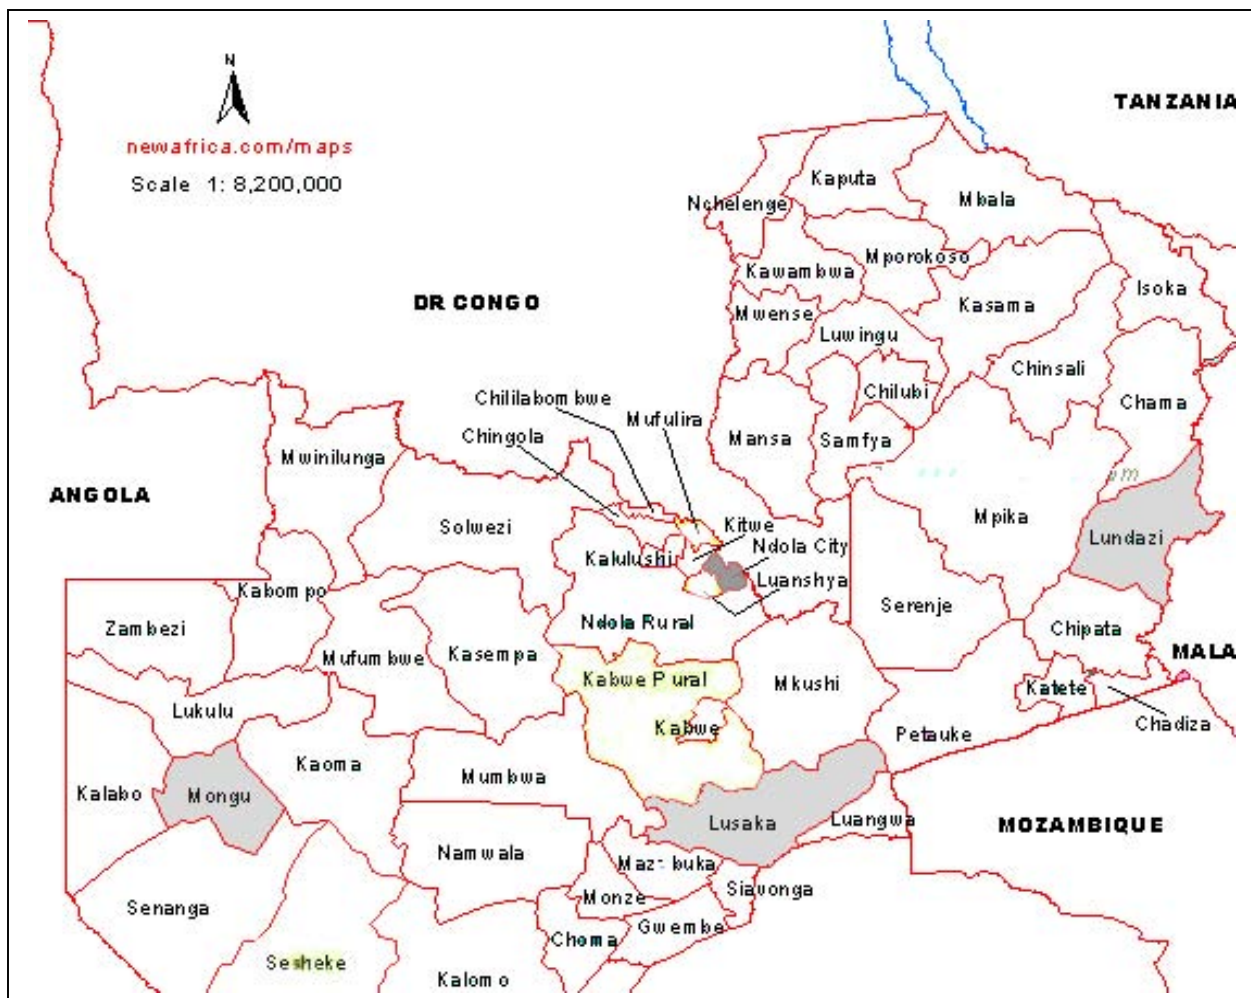 N
newafrica.com/maps
Scale 1: 8,200,000
TANZANIA
Kaputa
Mbala
Nchelenge
Mporokoso
Kawambwa
Isoka
DR CONGO
Kasama
Mwense
Luwingu
Chinsali
Chililabombwe
Chilubi
Chama
Mufulira
Chingola
Mansa
Samfya
Mwinilunga
m
ANGOLA
Solwezi
Mpika
Kitwe
Lundazi
Kalulushi
Ndola City
Luanshya
Kabompo
Serenje
Zambezi
Ndola Rural
Chipata
Mufumbwe
Kasempa
MALA
Kabwe Pural
Mkushi
Katete
Lukulu
Chadiza
Kabwe
Petauke
Kaoma
Mumbwa
Kalabo
Mongu
Lusaka
Luangwa
MOZAMBIQUE
Namwala
Monze
Siavonga
Senanga
Gwembe
Choma
Sesheke
Kalomo